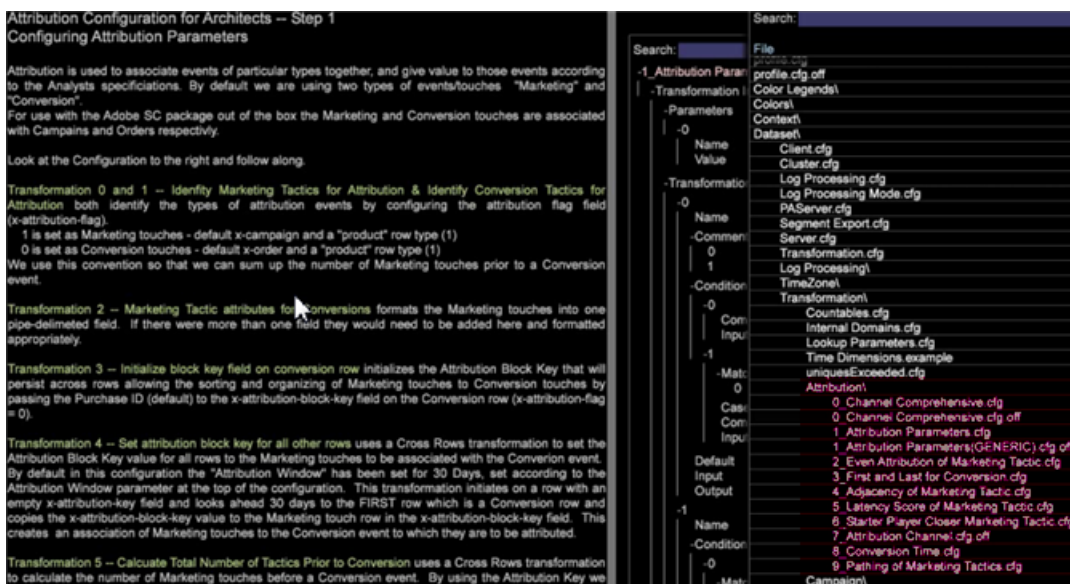 Attribution Configuration for Architects -- Step 1
Configuring Attribution Parameters
Attribution is used to associate events of particular types together, and give value to those events according
to the Analysts specificiations. By default we are using two types of events/touches "Marketing" and
"Conversion".
For use with the Adobe SC package out of the box the Marketing and Conversion touches are associated
with Campains and Orders respectivly.
Look at the Configuration to the right and follow along.
Transformation 0 and 1 -- Idenfity Marketing Tactics for Attribution & Identify Conversion Tactics for
Attribution both identify the types of attribution events by configuring the attribution flag field
(x-attribution-flag).
1 is set as Marketing touches - default x-campaign and a "product" row type (1)
0 is set as Conversion touches - default x-order and a "product" row type (1)
We use this convention so that we can sum up the number of Marketing touches prior to a Conversion
event.
Transformation 2 -- Marketing Tactic attributes for Conversions formats the Marketing touches into one
pipe-delimeted field. If there were more than one field they would need to be added here and formatted
appropriately.
Transformation 3 -- Initialize block key field on conversion row initializes the Attribution Block Key that will
persist across rows allowing the sorting and organizing of Marketing touches to Conversion touches by
passing the Purchase ID (default) to the x-attribution-block-key field on the Conversion row (x-attribution-flag
= 0).
Transformation 4 -- Set attribution block key for all other rows uses a Cross Rows transformation to set the
Attribution Block Key value for all rows to the Marketing touches to be associated with the Converion event.
By default in this configuration the "Attribution Window" has been set for 30 Days, set according to the
Attribution Window parameter at the top of the configuration. This transformation initiates on a row with an
empty x-attribution-key field and looks ahead 30 days to the FIRST row which is a Conversion row and
copies the x-attribution-block-key value to the Marketing touch row in the x-attribution-block-key field. This
creates an association of Marketing touches to the Conversion event to which they are to be attributed.
Transformation 5 -- Calcuate Total Number of Tactics Prior to Conversion uses a Cross Rows transformation
to calculate the number of Marketing touches before a Conversion event. By using the Attribution Key we
Search:
-1_Attribution Paran
-Transformation
-Parameters
-0
Name
Value
-Transformatio
-0
Name
-Commen
0
1
-Condition
-0
Com
Inpu
-1
-Matc
0
Case
Com
Inpu
Default
Input
Output
-1
Name
-Condition
-0
-Matc
Search:
File
profile.cfg
profile.cfg.off
Color Legends\
Colors\
Context\
Dataset\
Client.cfg
Cluster.cfg
Log Processing.cfg
Log Processing Mode.cfg
PAServer.cfg
Segment Export.cfg
Server.cfg
Transformation.cfg
Log Processing\
TimeZone\
Transformation\
Countables.cfg
Internal Domains.cfg
Lookup Parameters.cfg
Time Dimensions.example
uniquesExceeded.cfg
Attribution\
0_Channel Comprehensive.cfg
0_Channel Comprehensive.cfg.off
1_Attribution Parameters.cfg
1_Attribution Parameters(GENERIC).cfg.of
2_Even Attribution of Marketing Tactic.cfg
3_First and Last for Conversion.cfg
4_Adjacency of Marketing Tactic.cfg
5_Latency Score of Marketing Tactic.cfg
6_Starter Player Closer Marketing Tactic.cf
7_Attribution Channel.cfg.off
8_Conversion Time.cfg
9_Pathing of Marketing Tactic.cfg
Campaign\